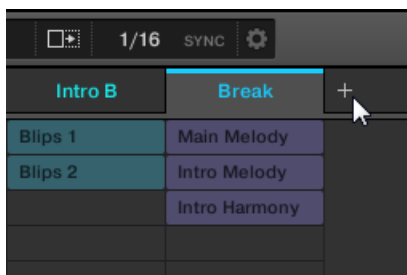 1/16 SYNC
Intro B Break +
Blips 1 Main Melody
Blips 2 Intro Melody
Intro Harmony